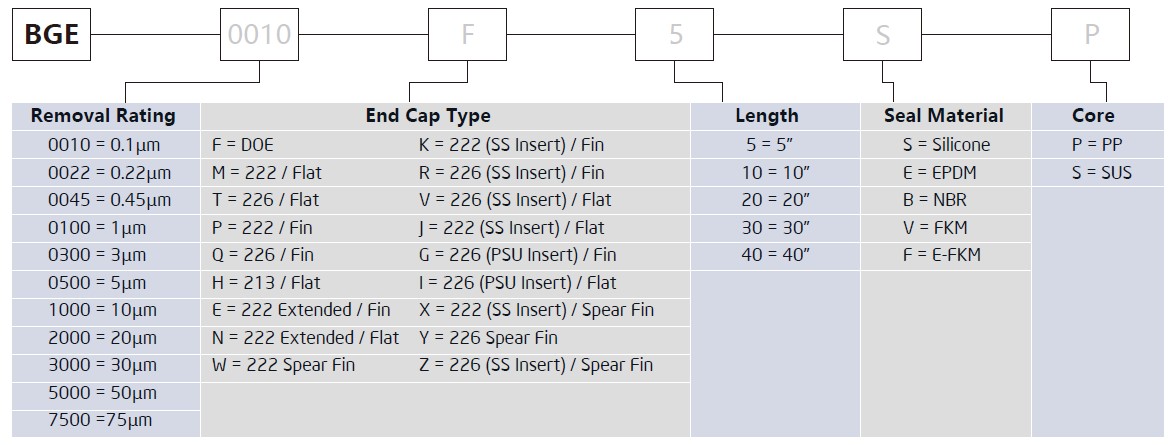 BGE 0010 F 5 S P
Removal Rating End Cap Type Length Seal Material Core
0010 = 0.1µm F = DOE K = 222 (SS Insert) / Fin 5 = 5” S = Silicone P = PP
0022 = 0.22µm M = 222 / Flat R = 226 (SS Insert) / Fin 10 = 10” E = EPDM S = SUS
0045 = 0.45µm T = 226 / Flat V = 226 (SS Insert) / Flat 20 = 20” B = NBR
0100 = 1µm P = 222 / Fin J = 222 (SS Insert) / Flat 30 = 30” V = FKM
0300 = 3µm Q = 226 / Fin G = 226 (PSU Insert) / Fin 40 = 40” F = E-FKM
0500 = 5µm H = 213 / Flat I = 226 (PSU Insert) / Flat
1000 = 10µm E = 222 Extended / Fin X = 222 (SS Insert) / Spear Fin
2000 = 20µm N = 222 Extended / Flat Y = 226 Spear Fin
3000 = 30µm W = 222 Spear Fin Z = 226 (SS Insert) / Spear Fin
5000 = 50µm
7500 =75µm